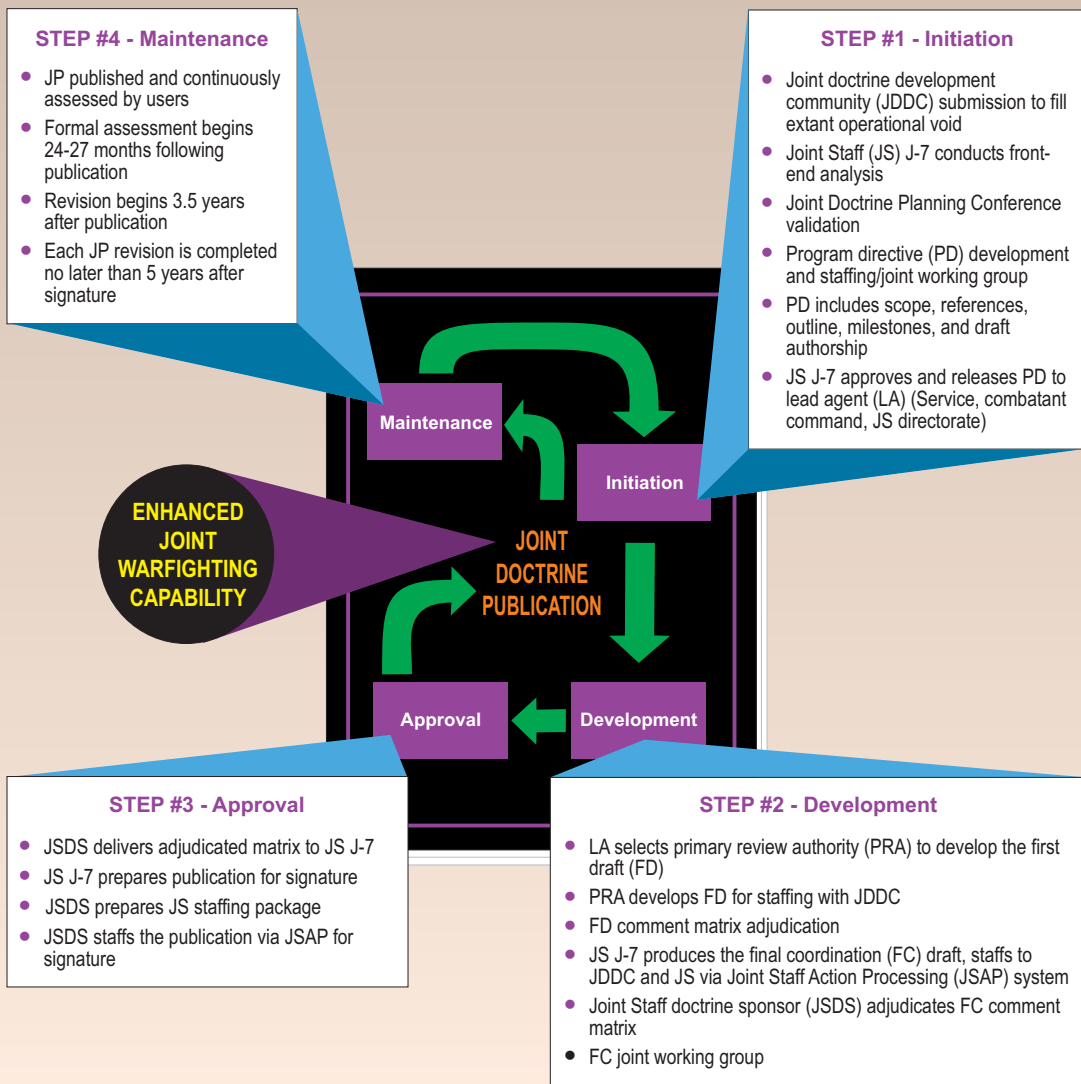 STEP #4 - Maintenance
• JP published and continuously
assessed by users
• Formal assessment begins
24-27 months following
publication
• Revision begins 3.5 years
after publication
• Each JP revision is completed
no later than 5 years after
signature
STEP #1 - Initiation
• Joint doctrine development
community (JDDC) submission to fill
extant operational void
• Joint Staff (JS) J-7 conducts front-
end analysis
• Joint Doctrine Planning Conference
validation
• Program directive (PD) development
and staffing/joint working group
• PD includes scope, references,
outline, milestones, and draft
authorship
• JS J-7 approves and releases PD to
lead agent (LA) (Service, combatant
command, JS directorate)
Maintenance
Initiation
ENHANCED
JOINT
WARFIGHTING
CAPABILITY
JOINT
DOCTRINE
PUBLICATION
Approval
Development
STEP #3 - Approval
• JSDS delivers adjudicated matrix to JS J-7
• JS J-7 prepares publication for signature
• JSDS prepares JS staffing package
• JSDS staffs the publication via JSAP for
signature
STEP #2 - Development
• LA selects primary review authority (PRA) to develop the first
draft (FD)
• PRA develops FD for staffing with JDDC
• FD comment matrix adjudication
• JS J-7 produces the final coordination (FC) draft, staffs to
JDDC and JS via Joint Staff Action Processing (JSAP) system
• Joint Staff doctrine sponsor (JSDS) adjudicates FC comment
matrix
• FC joint working group